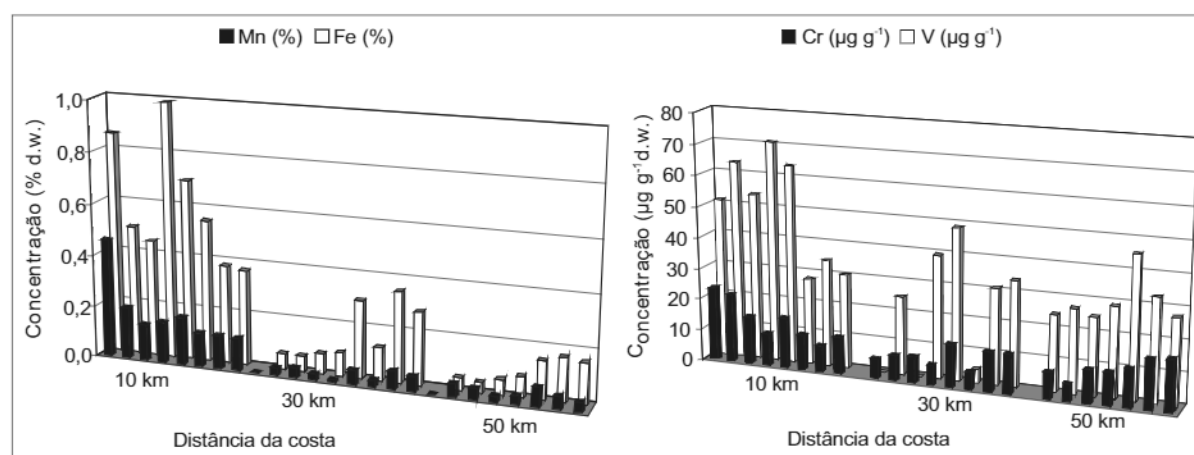 Mn (%) Fe (%)
Concentração (% d.w.)
1,0
0,8
0,6
0,4
0,2
0,0
10 km
30 km
50 km
Distância da costa
Cr (µg g-1) V (µg g-1)
Concentração (µg g-1 d.w.)
80
70
60
50
40
30
20
10
0
10 km
30 km
50 km
Distância da costa